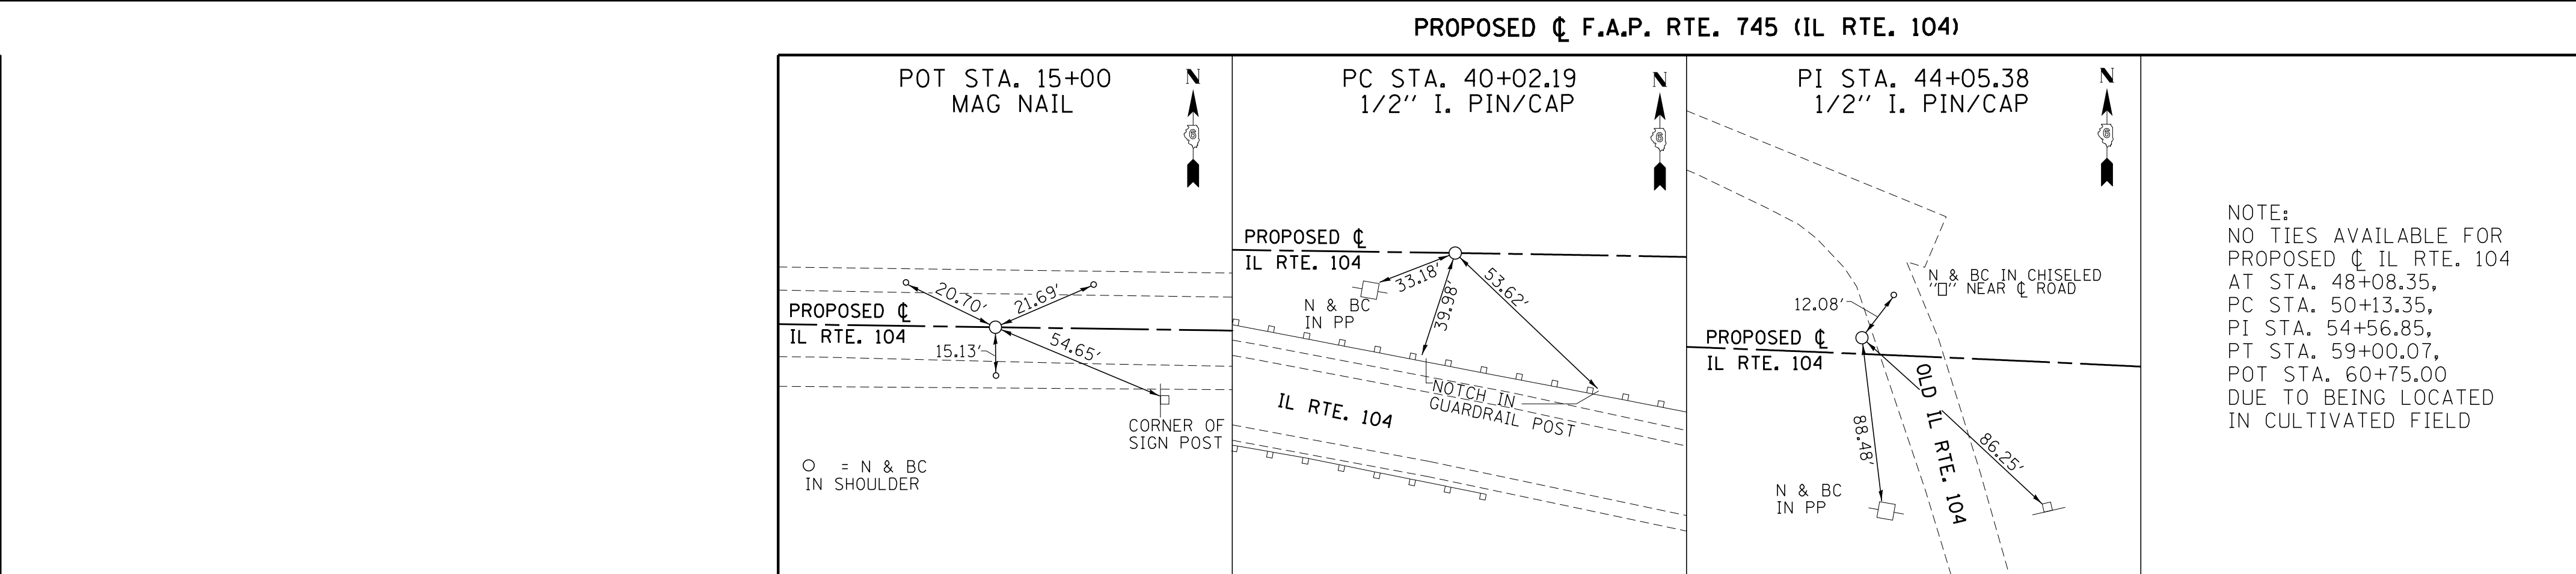 PROPOSED ℄ F.A.P. RTE. 745 (IL RTE. 104)
POT STA. 15+00
MAG NAIL
N
6
PROPOSED ℄
IL RTE. 104
20.70'
21.69'
15.13'
54.65'
CORNER OF
SIGN POST
○ = N & BC
IN SHOULDER
PC STA. 40+02.19
1/2" I. PIN/CAP
N
6
PROPOSED ℄
IL RTE. 104
33.18'
39.98'
53.62'
N & BC
IN PP
NOTCH IN
GUARDRAIL POST
IL RTE. 104
PI STA. 44+05.38
1/2" I. PIN/CAP
N
6
N & BC IN CHISELED
"□" NEAR ℄ ROAD
12.08'
PROPOSED ℄
IL RTE. 104
OLD IL RTE. 104
88.48'
86.25'
N & BC
IN PP
NOTE:
NO TIES AVAILABLE FOR
PROPOSED ℄ IL RTE. 104
AT STA. 48+08.35,
PC STA. 50+13.35,
PI STA. 54+56.85,
PT STA. 59+00.07,
POT STA. 60+75.00
DUE TO BEING LOCATED
IN CULTIVATED FIELD